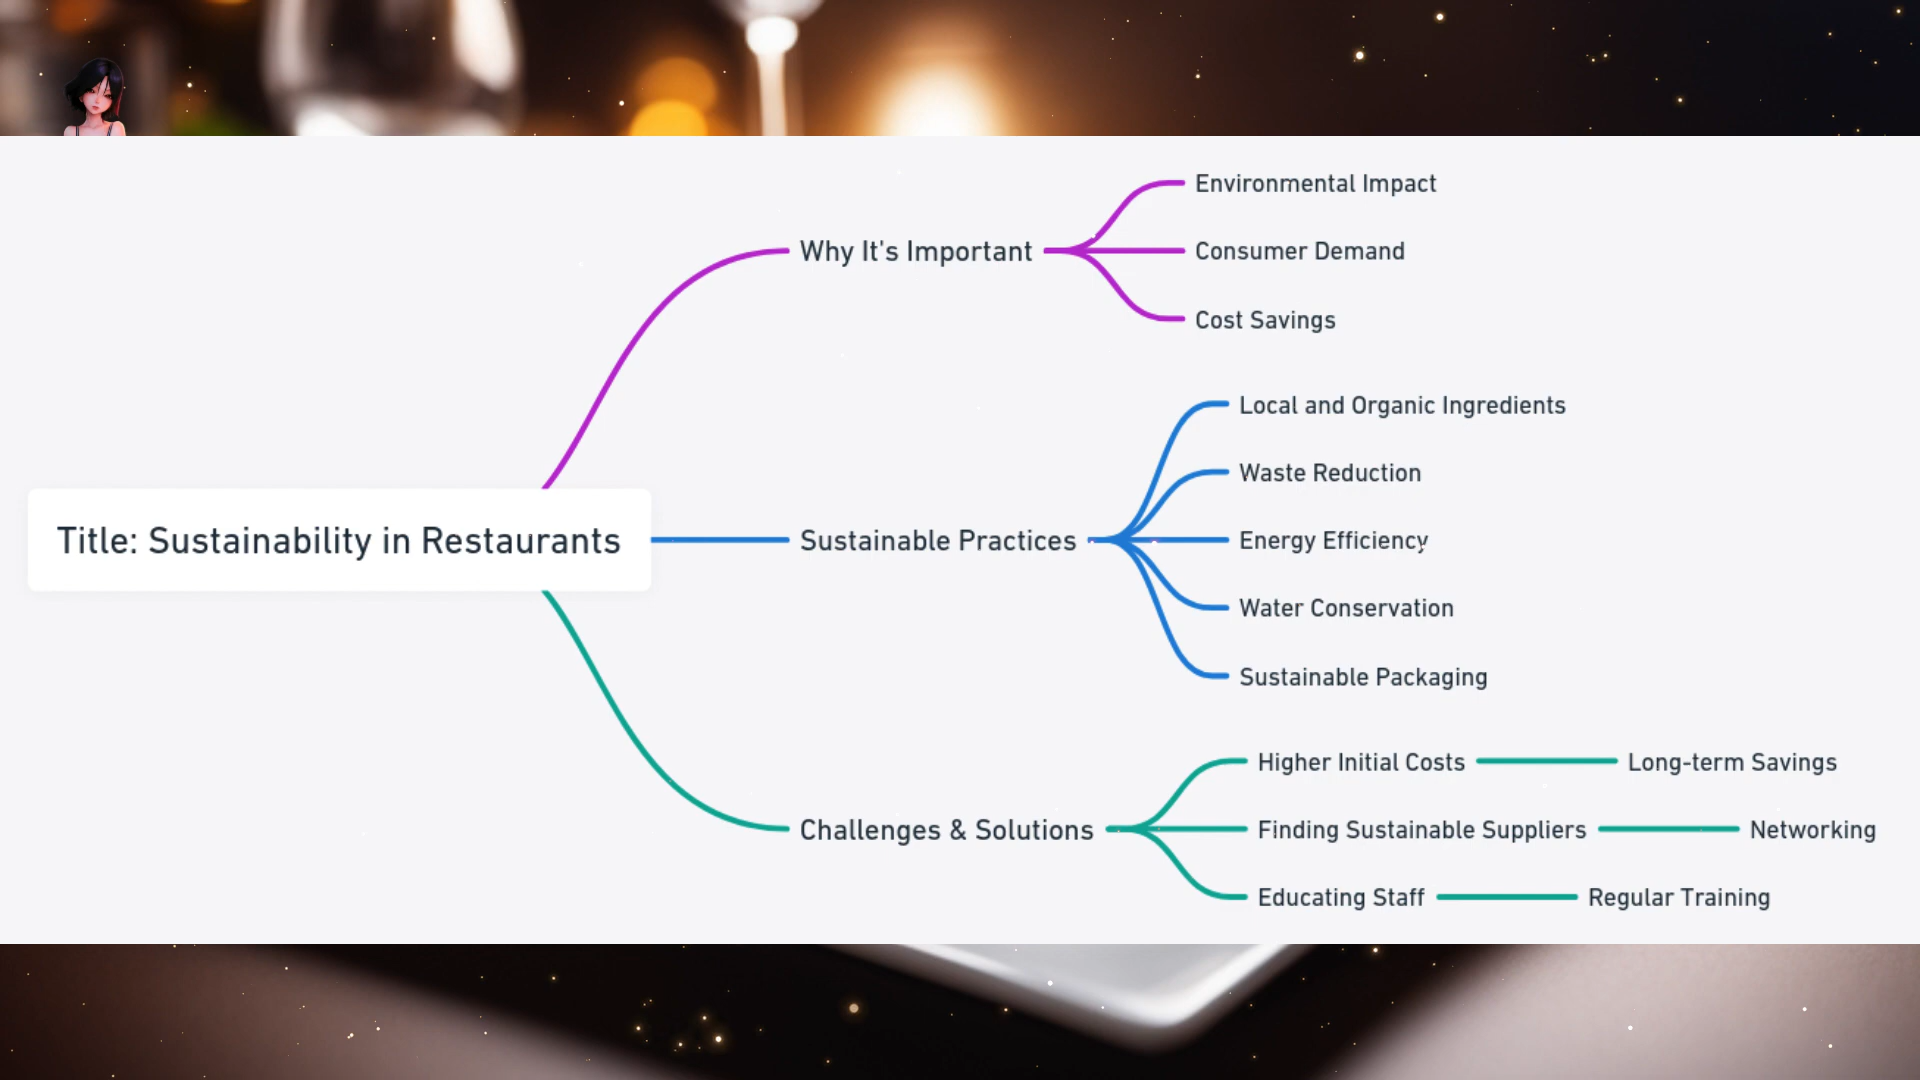 Environmental Impact
Why It's Important
Consumer Demand
Cost Savings
Local and Organic Ingredients
Waste Reduction
Title: Sustainability in Restaurants
Sustainable Practices
Energy Efficiency
Water Conservation
Sustainable Packaging
Higher Initial Costs
Long-term Savings
Challenges & Solutions
Finding Sustainable Suppliers
Networking
Educating Staff
Regular Training